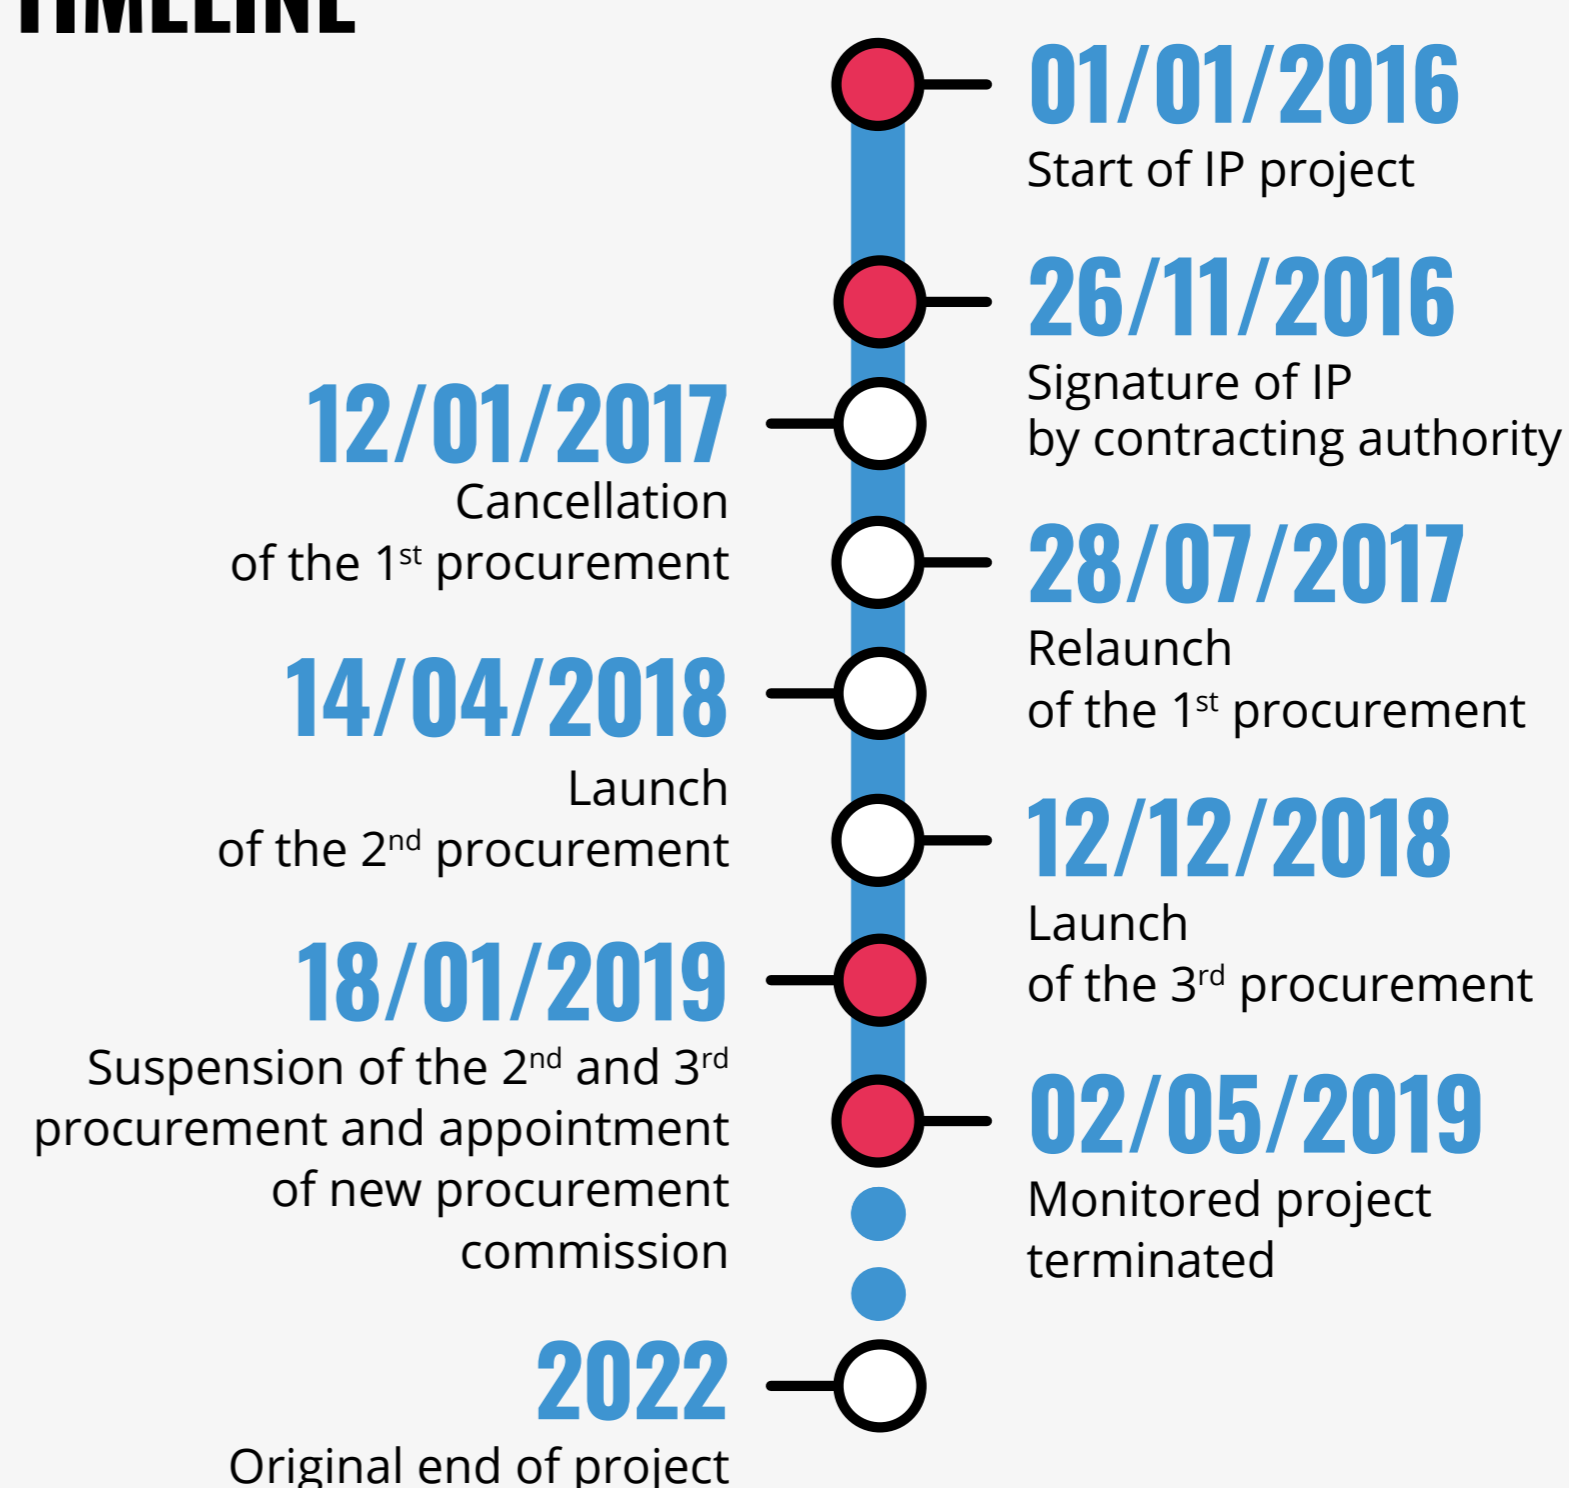 TIMELINE
01/01/2016
Start of IP project
26/11/2016
Signature of IP
by contracting authority
12/01/2017
Cancellation
of the 1st procurement
28/07/2017
Relaunch
of the 1st procurement
14/04/2018
Launch
of the 2nd procurement
12/12/2018
Launch
of the 3rd procurement
18/01/2019
Suspension of the 2nd and 3rd
procurement and appointment
of new procurement
commission
02/05/2019
Monitored project
terminated
2022
Original end of project